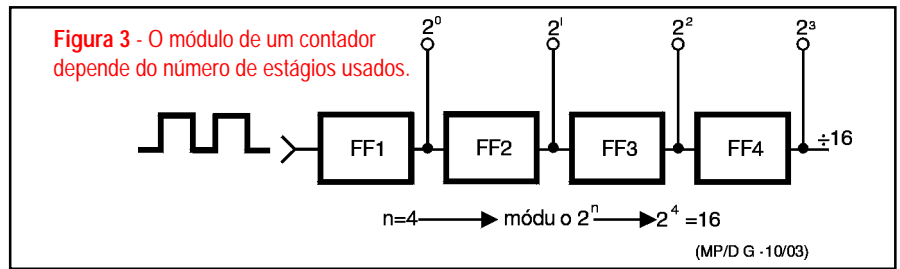 Figura 3 - O módulo de um contador
depende do número de estágios usados.
2⁰ 2¹ 2² 2³
FF1 FF2 FF3 FF4 ÷16
n=4 módu o 2ⁿ 2⁴ =16
(MP/D G -10/03)